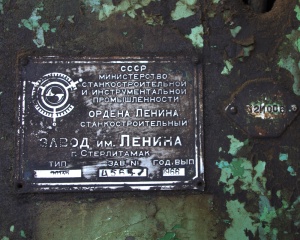 СССР
МИНИСТЕРСТВО
СТАНКОСТРОИТЕЛЬНОЙ
И ИНСТРУМЕНТАЛЬНОЙ
ПРОМЫШЛЕННОСТИ
ОРДЕНА ЛЕНИНА
СТАНКОСТРОИТЕЛЬНЫЙ
ЗАВОД им. ЛЕНИНА
г. СТЕРЛИТАМАК
ТИП ЗАВ. № ГОД. ВЫП